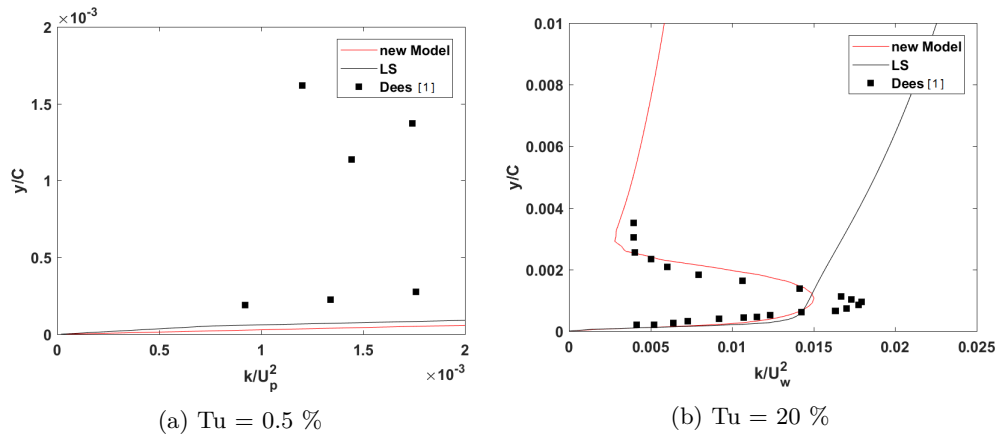 ×10⁻³
2
1.5
1
0.5
0
y/C
new Model
LS
Dees [1]
0 0.5 1 1.5 2
k/U_p^2
×10⁻³
(a) Tu = 0.5 %
0.01
0.008
0.006
0.004
0.002
0
y/C
new Model
LS
Dees [1]
0 0.005 0.01 0.015 0.02 0.025
k/U_w^2
(b) Tu = 20 %